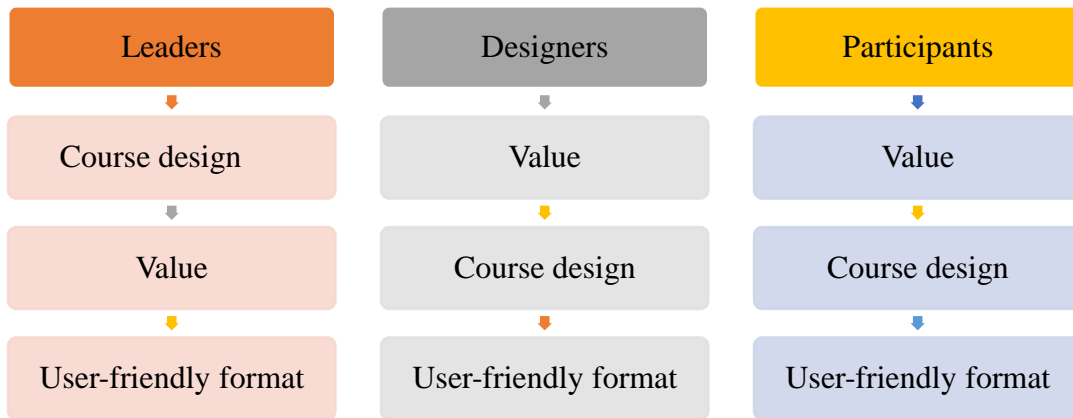 Leaders
Designers
Participants
Course design
Value
Value
Value
Course design
Course design
User-friendly format
User-friendly format
User-friendly format